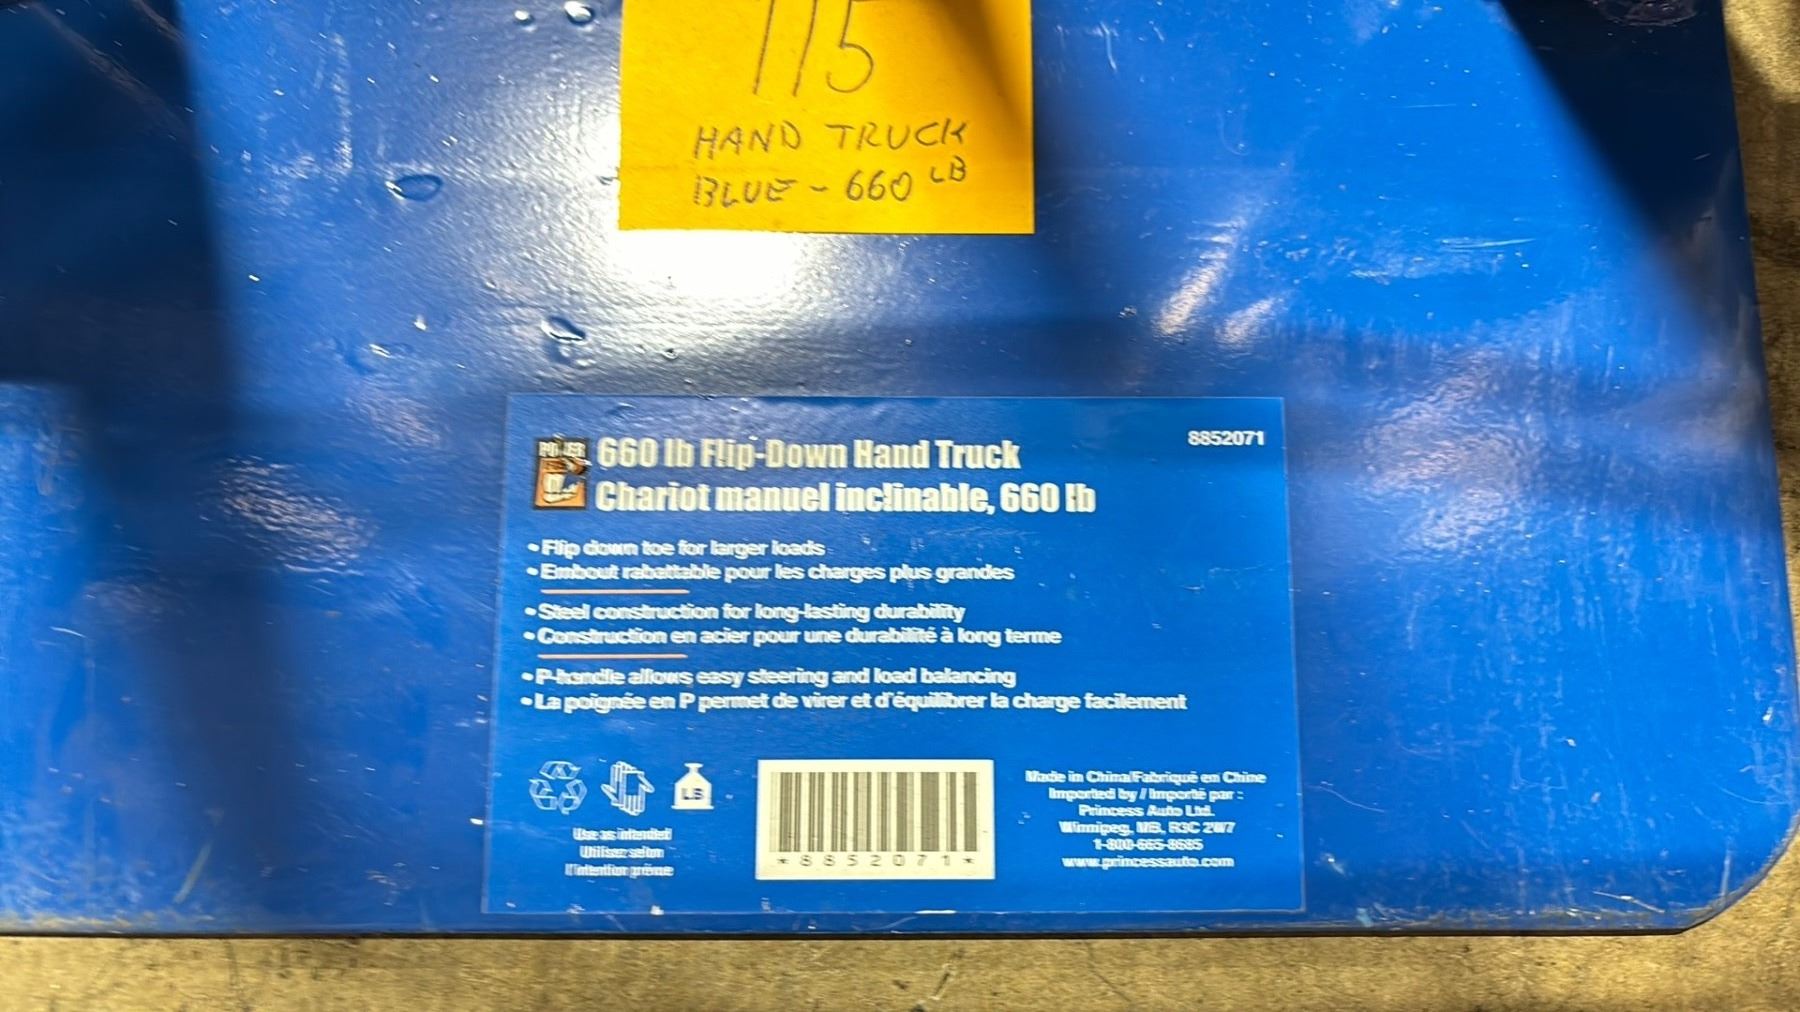 115
HAND TRUCK
BLUE - 660 LB
8852071
POWER FIST
660 lb Flip-Down Hand Truck
Chariot manuel inclinable, 660 lb
• Flip down toe for larger loads
• Embout rabattable pour les charges plus grandes
• Steel construction for long-lasting durability
• Construction en acier pour une durabilité à long terme
• P-handle allows easy steering and load balancing
• La poignée en P permet de virer et d'équilibrer la charge facilement
LB
Use as intended
Utilisez selon
l'intention prévue
*8852071*
Made in China/Fabriqué en Chine
Imported by / Importé par :
Princess Auto Ltd.
Winnipeg, MB, R3C 2W7
1-800-665-8685
www.princessauto.com